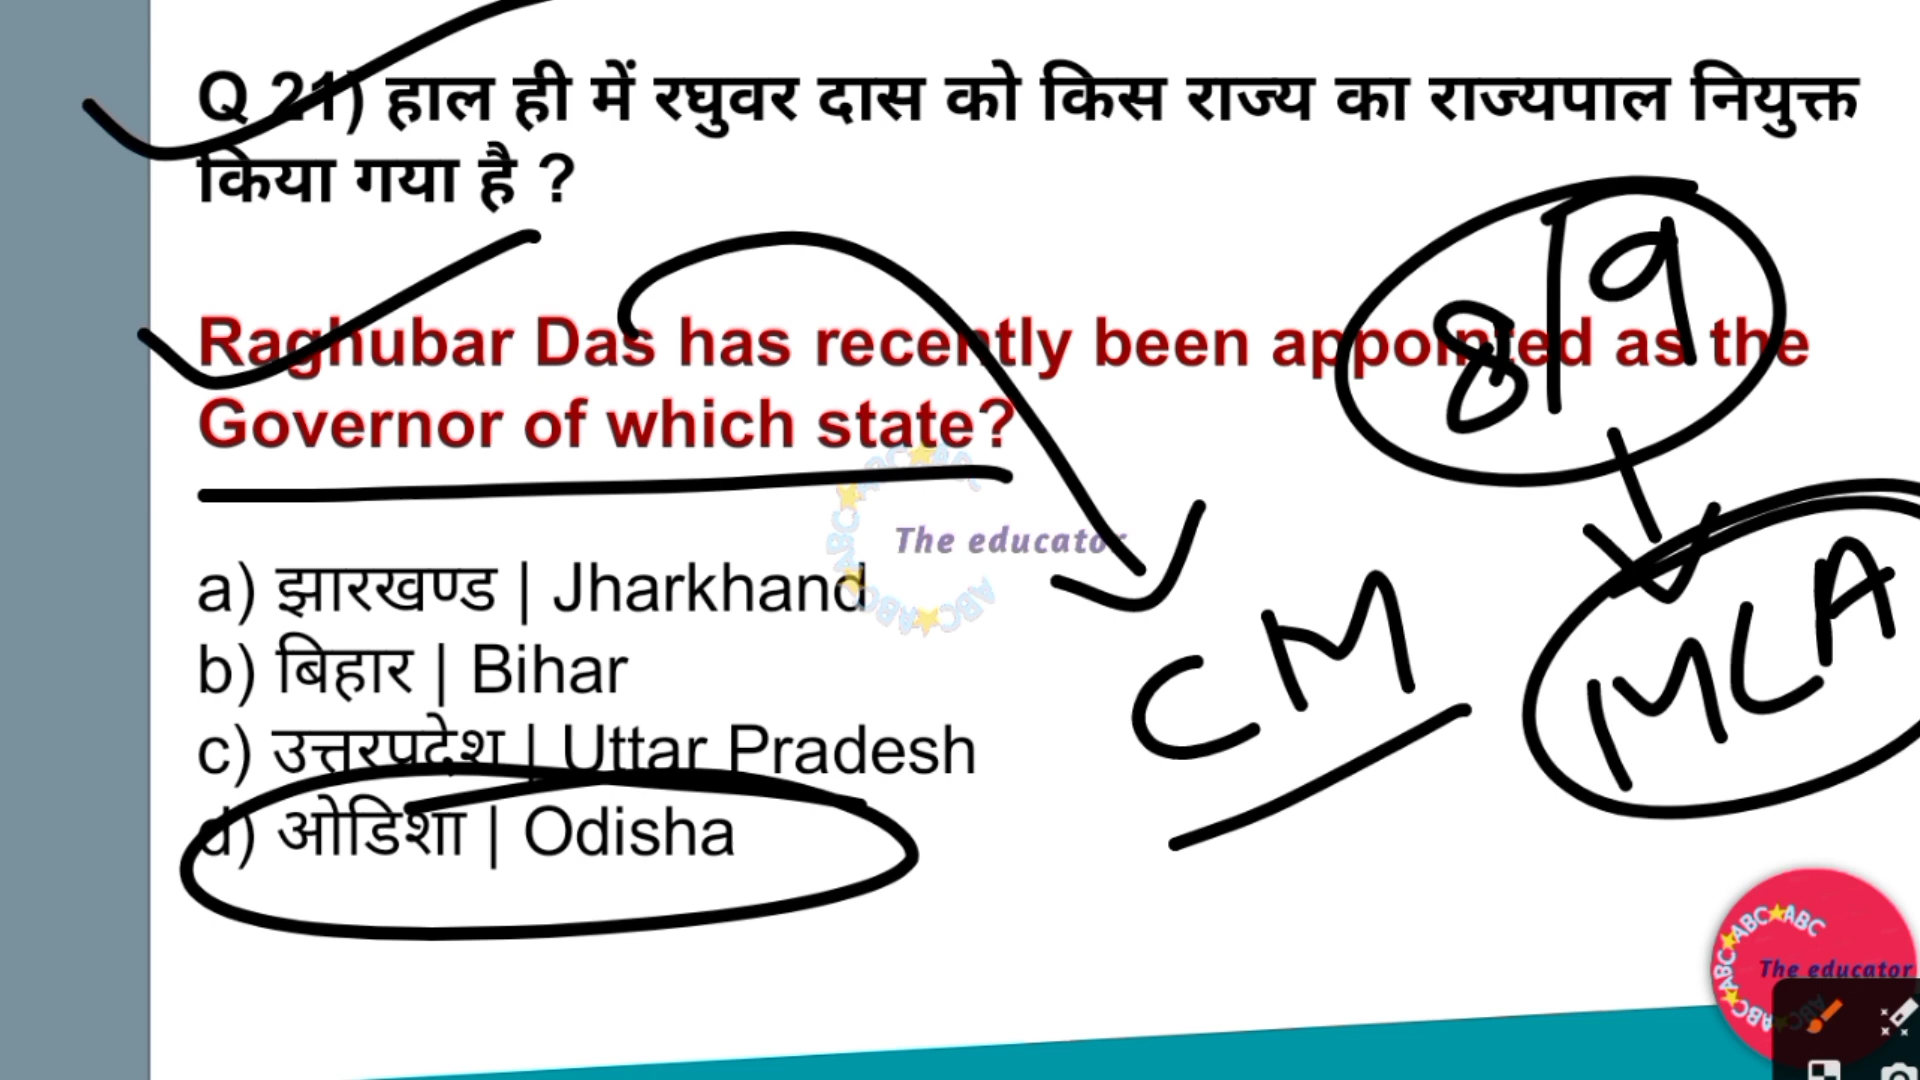 Q 21) हाल ही में रघुवर दास को किस राज्य का राज्यपाल नियुक्त
किया गया है ?
8/9
Raghubar Das has recently been appointed as the
Governor of which state?
The educator
a) झारखण्ड | Jharkhand
b) बिहार | Bihar
c) उत्तरप्रदेश | Uttar Pradesh
d) ओडिशा | Odisha
CM
MLA
ABC★ABC
The educator